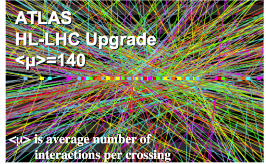 ATLAS
HL-LHC Upgrade
<μ>=140
<μ> is average number of
interactions per crossing